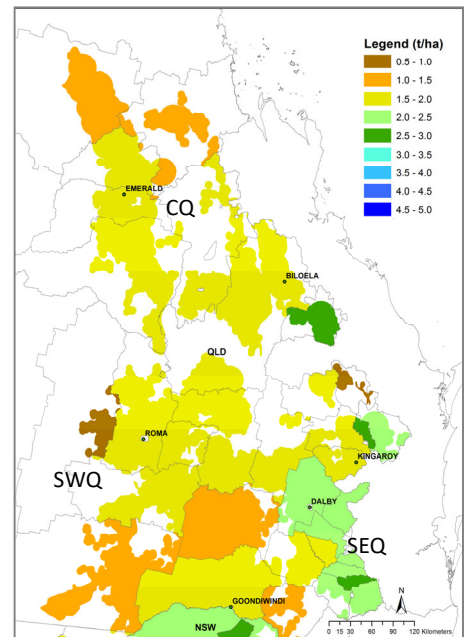 Legend (t/ha)
0.5 - 1.0
1.0 - 1.5
1.5 - 2.0
2.0 - 2.5
2.5 - 3.0
3.0 - 3.5
3.5 - 4.0
4.0 - 4.5
4.5 - 5.0
EMERALD
CQ
BILOELA
QLD
ROMA
KINGAROY
SWQ
DALBY
SEQ
GOONDIWINDI
NSW
N
0 15 30 60 90 120 Kilometers